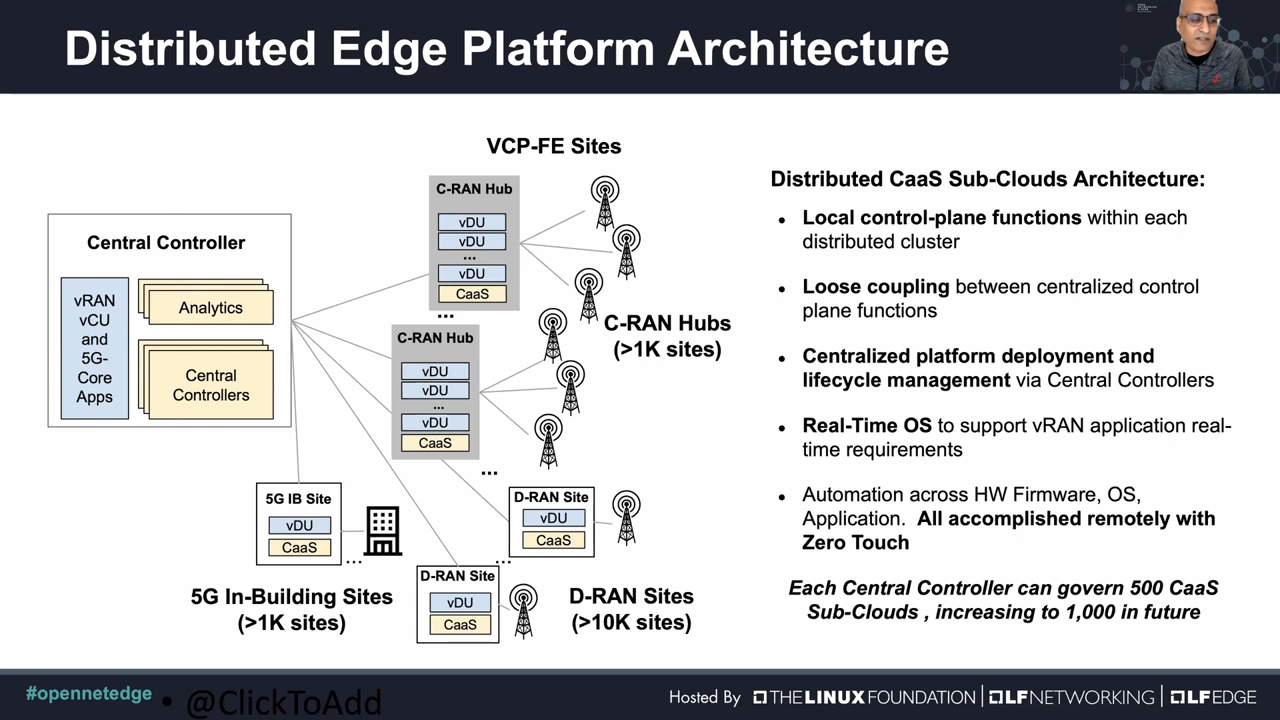 Distributed Edge Platform Architecture
VCP-FE Sites
Central Controller
vRAN
vCU
and
5G-
Core
Apps
Analytics
Central
Controllers
C-RAN Hub
vDU
vDU
...
vDU
CaaS
...
C-RAN Hub
vDU
vDU
...
vDU
CaaS
...
C-RAN Hubs
(>1K sites)
5G IB Site
vDU
CaaS
...
5G In-Building Sites
(>1K sites)
D-RAN Site
vDU
CaaS
...
D-RAN Site
vDU
CaaS
D-RAN Sites
(>10K sites)
Distributed CaaS Sub-Clouds Architecture:
• Local control-plane functions within each
distributed cluster
• Loose coupling between centralized control
plane functions
• Centralized platform deployment and
lifecycle management via Central Controllers
• Real-Time OS to support vRAN application real-
time requirements
• Automation across HW Firmware, OS,
Application. All accomplished remotely with
Zero Touch
Each Central Controller can govern 500 CaaS
Sub-Clouds , increasing to 1,000 in future
#opennetedge
• @ClickToAdd
Hosted By THE LINUX FOUNDATION | LF NETWORKING | LF EDGE